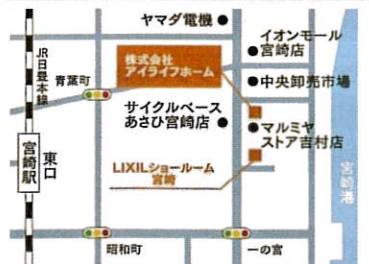 ヤマダ電機
イオンモール
宮崎店
株式会社
アイライフホーム
JR日豊本線
青葉町
中央卸売市場
サイクルベース
あさひ宮崎店
マルミヤ
ストア吉村店
宮崎駅
東口
LIXILショールーム
宮崎
宮崎港
昭和町
一の宮